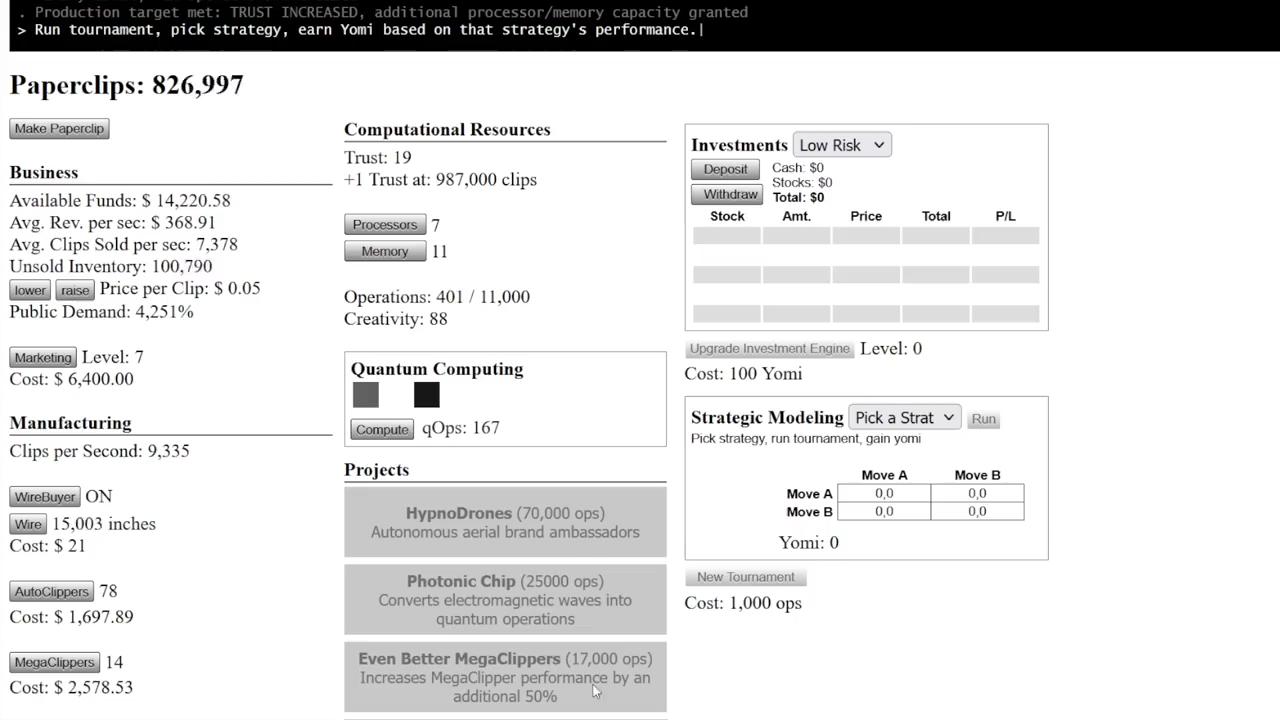 . Production target met: TRUST INCREASED, additional processor/memory capacity granted
> Run tournament, pick strategy, earn Yomi based on that strategy's performance.|
Paperclips: 826,997
Make Paperclip
Business
Available Funds: $ 14,220.58
Avg. Rev. per sec: $ 368.91
Avg. Clips Sold per sec: 7,378
Unsold Inventory: 100,790
lower raise Price per Clip: $ 0.05
Public Demand: 4,251%
Marketing Level: 7
Cost: $ 6,400.00
Manufacturing
Clips per Second: 9,335
WireBuyer ON
Wire 15,003 inches
Cost: $ 21
AutoClippers 78
Cost: $ 1,697.89
MegaClippers 14
Cost: $ 2,578.53
Computational Resources
Trust: 19
+1 Trust at: 987,000 clips
Processors 7
Memory 11
Operations: 401 / 11,000
Creativity: 88
Quantum Computing
Compute qOps: 167
Projects
HypnoDrones (70,000 ops)
Autonomous aerial brand ambassadors
Photonic Chip (25000 ops)
Converts electromagnetic waves into
quantum operations
Even Better MegaClippers (17,000 ops)
Increases MegaClipper performance by an
additional 50%
Investments Low Risk
Deposit Cash: $0
Stocks: $0
Withdraw Total: $0
Stock Amt. Price Total P/L
Upgrade Investment Engine Level: 0
Cost: 100 Yomi
Strategic Modeling Pick a Strat Run
Pick strategy, run tournament, gain yomi
Move A Move B
Move A 0,0 0,0
Move B 0,0 0,0
Yomi: 0
New Tournament
Cost: 1,000 ops